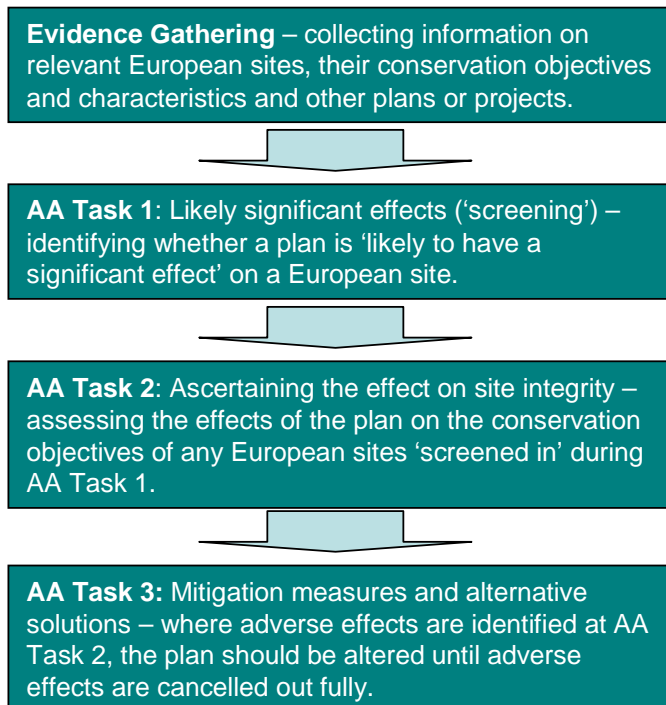 Evidence Gathering – collecting information on
relevant European sites, their conservation objectives
and characteristics and other plans or projects.
AA Task 1: Likely significant effects (‘screening’) –
identifying whether a plan is ‘likely to have a
significant effect’ on a European site.
AA Task 2: Ascertaining the effect on site integrity –
assessing the effects of the plan on the conservation
objectives of any European sites ‘screened in’ during
AA Task 1.
AA Task 3: Mitigation measures and alternative
solutions – where adverse effects are identified at AA
Task 2, the plan should be altered until adverse
effects are cancelled out fully.